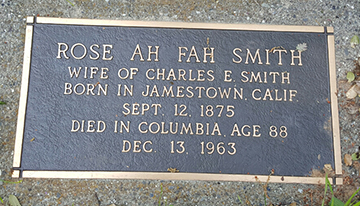 ROSE AH FAH SMITH
WIFE OF CHARLES E. SMITH
BORN IN JAMESTOWN, CALIF.
SEPT. 12, 1875
DIED IN COLUMBIA, AGE 88
DEC. 13, 1963